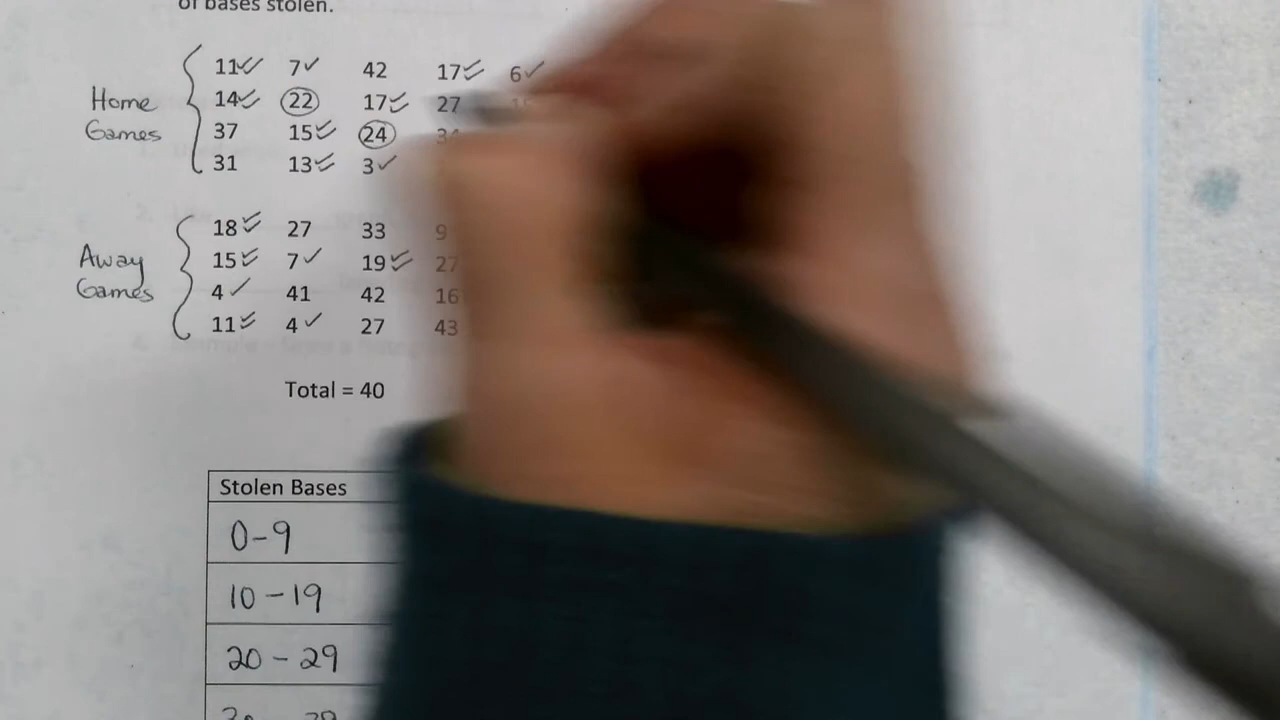 of bases stolen.
Home Games
11 7 42 17 6
14 22 17 27
37 15 24
31 13 3
Away Games
18 27 33 9
15 7 19 27
4 41 42 16
11 4 27 43
Total = 40
Stolen Bases
0-9
10-19
20-29